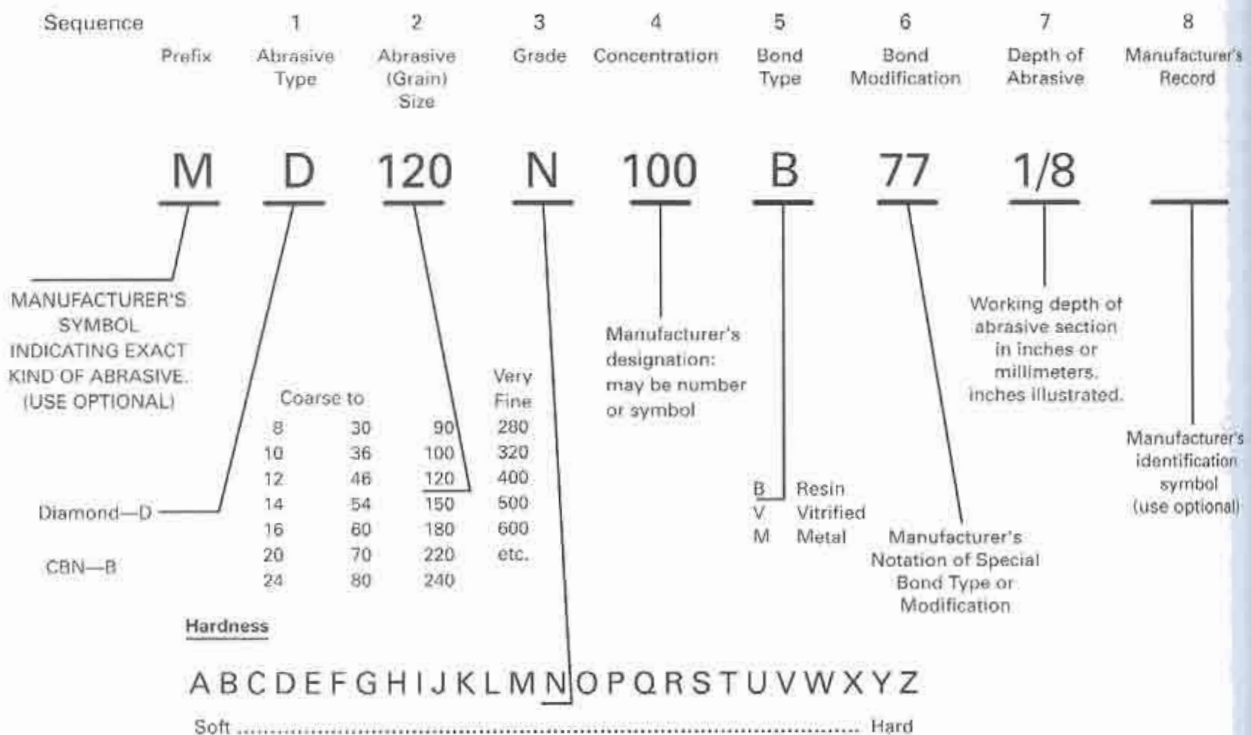 Sequence 1 2 3 4 5 6 7 8
Prefix Abrasive Abrasive Grade Concentration Bond Bond Depth of Manufacturer's
Type (Grain) Type Modification Abrasive Record
Size
M D 120 N 100 B 77 1/8
MANUFACTURER'S
SYMBOL
INDICATING EXACT
KIND OF ABRASIVE.
(USE OPTIONAL)
Diamond—D
CBN—B
Coarse to
Very
Fine
8 30 90 280
10 36 100 320
12 46 120 400
14 54 150 500
16 60 180 600
20 70 220 etc.
24 80 240
Manufacturer's
designation:
may be number
or symbol
B Resin
V Vitrified
M Metal
Manufacturer's
Notation of Special
Bond Type or
Modification
Working depth of
abrasive section
in inches or
millimeters.
inches illustrated.
Manufacturer's
identification
symbol
(use optional)
Hardness
A B C D E F G H I J K L M N O P Q R S T U V W X Y Z
Soft ........................................................................................ Hard